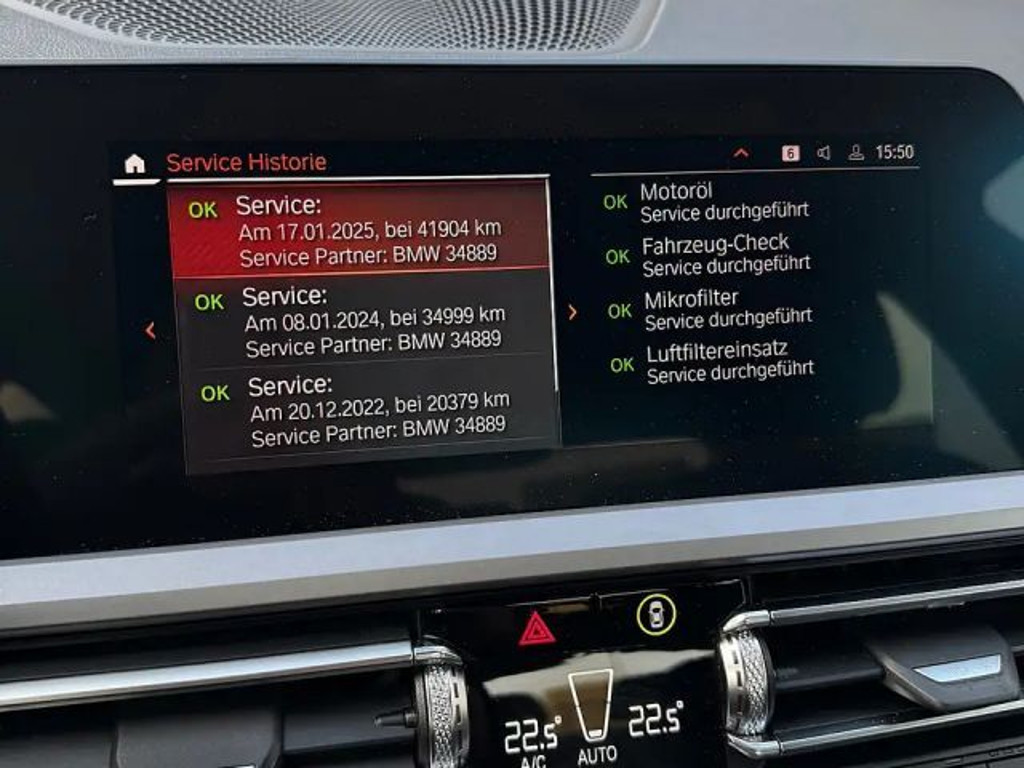 Service Historie
6
15:50
OK Service:
Am 17.01.2025, bei 41904 km
Service Partner: BMW 34889
OK Service:
Am 08.01.2024, bei 34999 km
Service Partner: BMW 34889
OK Service:
Am 20.12.2022, bei 20379 km
Service Partner: BMW 34889
OK Motoröl
Service durchgeführt
OK Fahrzeug-Check
Service durchgeführt
OK Mikrofilter
Service durchgeführt
OK Luftfiltereinsatz
Service durchgeführt
22.5° 22.5°
A/C AUTO